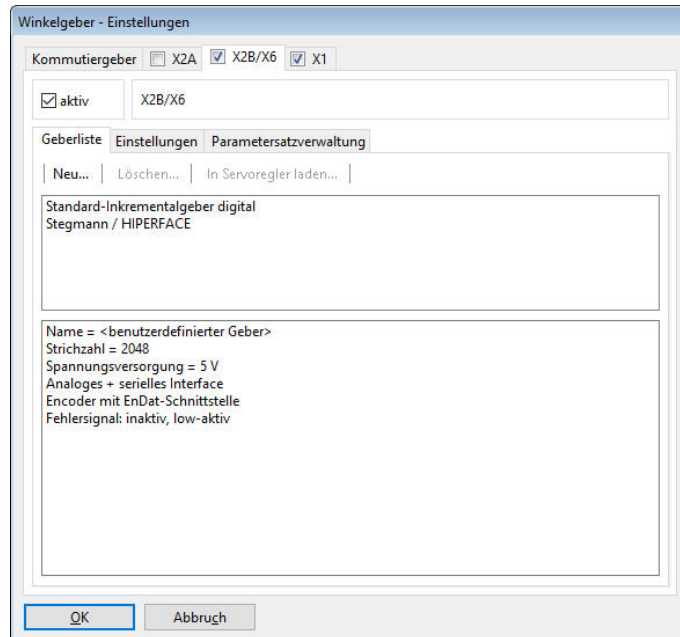 Winkelgeber - Einstellungen
Kommutiergeber X2A X2B/X6 X1
aktiv X2B/X6
Geberliste Einstellungen Parametersatzverwaltung
Neu... Löschen... In Servoregler laden...
Standard-Inkrementalgeber digital
Stegmann / HIPERFACE
Name = <benutzerdefinierter Geber>
Strichzahl = 2048
Spannungsversorgung = 5 V
Analoges + serielles Interface
Encoder mit EnDat-Schnittstelle
Fehlersignal: inaktiv, low-aktiv
OK Abbruch